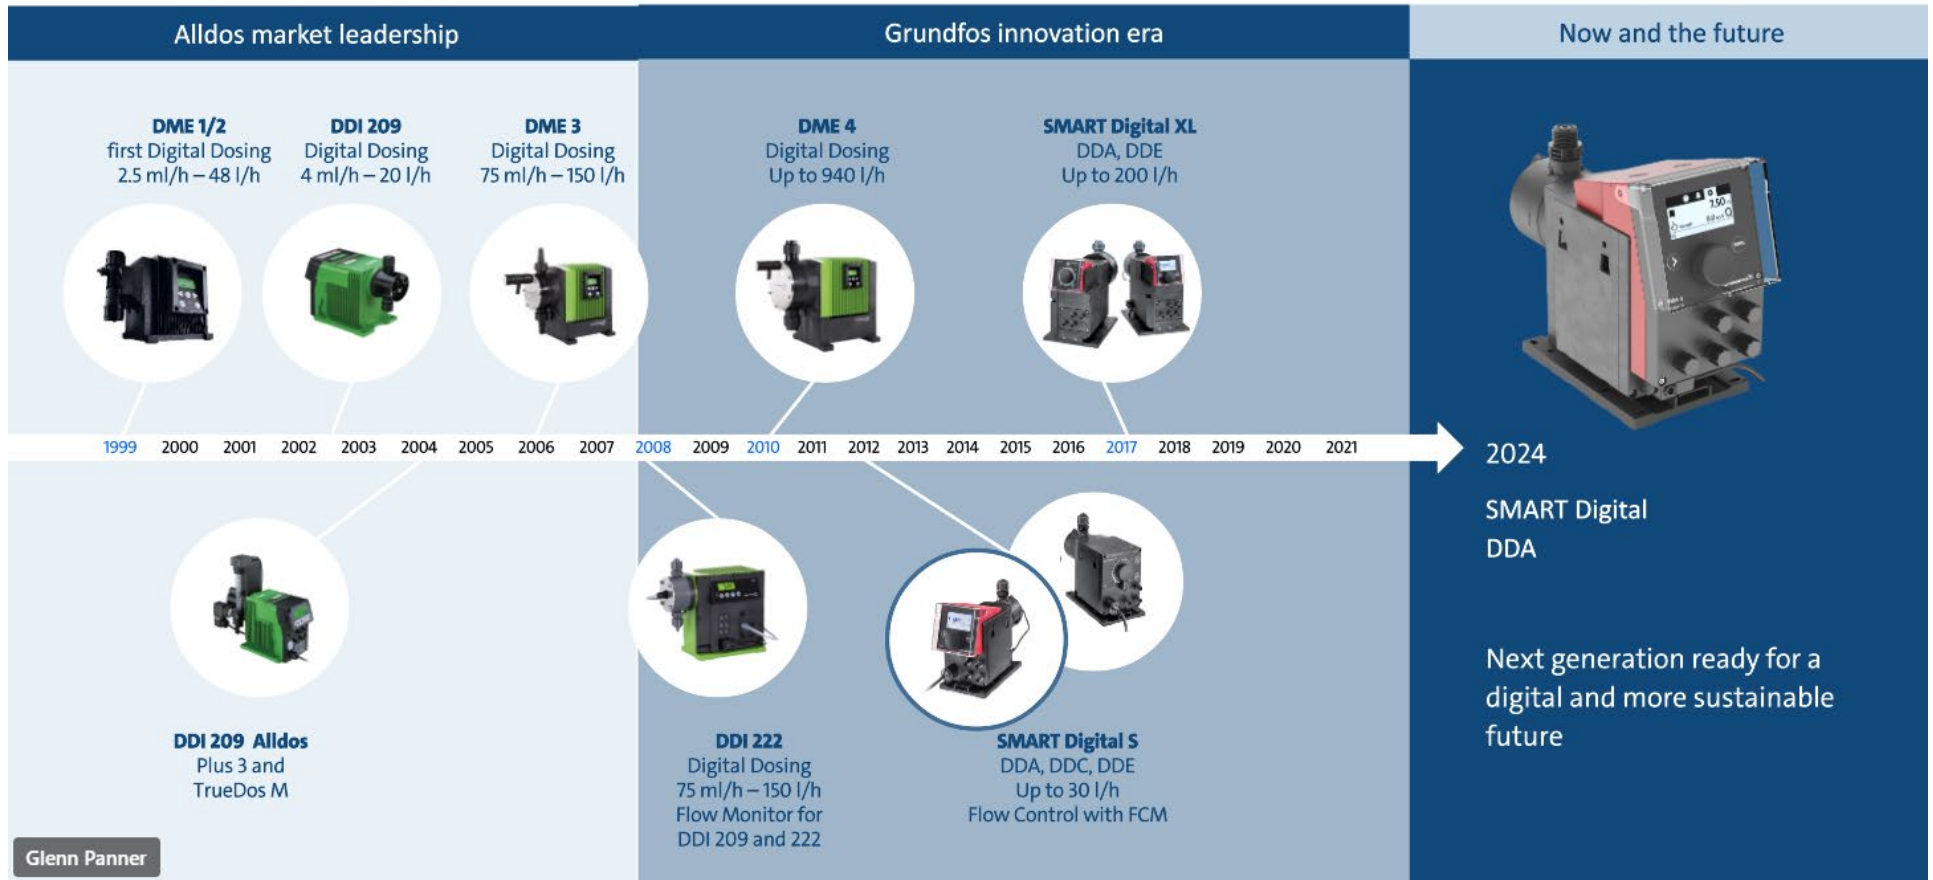 Alldos market leadership
Grundfos innovation era
Now and the future
DME 1/2
first Digital Dosing
2.5 ml/h – 48 l/h
DDI 209
Digital Dosing
4 ml/h – 20 l/h
DME 3
Digital Dosing
75 ml/h – 150 l/h
DME 4
Digital Dosing
Up to 940 l/h
SMART Digital XL
DDA, DDE
Up to 200 l/h
7.50
1999 2000 2001 2002 2003 2004 2005 2006 2007 2008 2009 2010 2011 2012 2013 2014 2015 2016 2017 2018 2019 2020 2021
2024
SMART Digital
DDA
Next generation ready for a
digital and more sustainable
future
DDI 209 Alldos
Plus 3 and
TrueDos M
DDI 222
Digital Dosing
75 ml/h – 150 l/h
Flow Monitor for
DDI 209 and 222
SMART Digital S
DDA, DDC, DDE
Up to 30 l/h
Flow Control with FCM
Glenn Panner